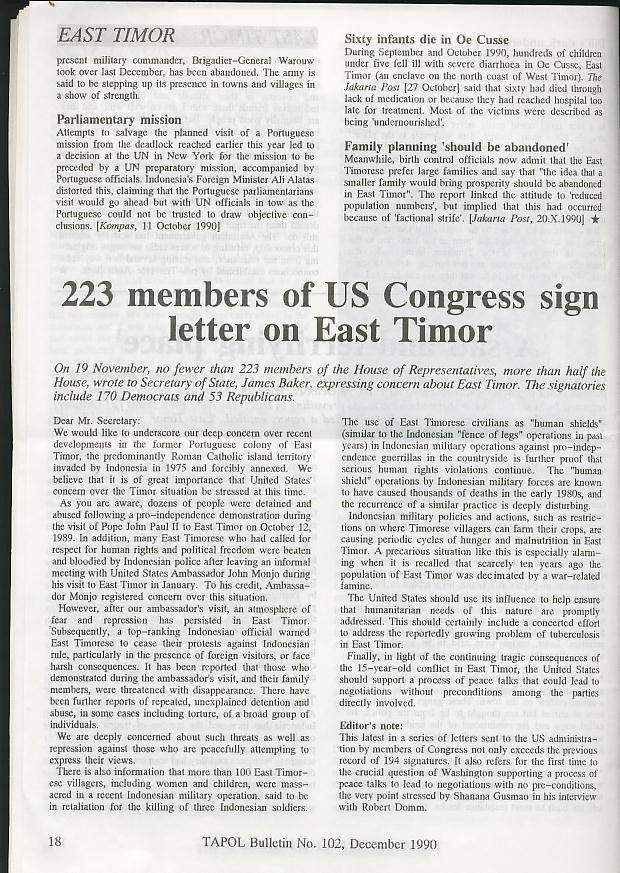 EAST TIMOR
present military commander, Brigadier-General Warouw
took over last December, has been abandoned. The army is
said to be stepping up its presence in towns and villages in
a show of strength.
Parliamentary mission
Attempts to salvage the planned visit of a Portuguese
mission from the deadlock reached earlier this year led to
a decision at the UN in New York for the mission to be
preceded by a UN preparatory mission, accompanied by
Portuguese officials. Indonesia's Foreign Minister Ali Alatas
distorted this, claiming that the Portuguese parliamentarians
visit would go ahead but with UN officials in tow as the
Portuguese could not be trusted to draw objective con-
clusions. [Kompas, 11 October 1990]
Sixty infants die in Oe Cusse
During September and October 1990, hundreds of children
under five fell ill with severe diarrhoea in Oe Cusse, East
Timor (an enclave on the north coast of West Timor). The
Jakarta Post [27 October] said that sixty had died through
lack of medication or because they had reached hospital too
late for treatment. Most of the victims were described as
being 'undernourished'.
Family planning 'should be abandoned'
Meanwhile, birth control officials now admit that the East
Timorese prefer large families and say that "the idea that a
smaller family would bring prosperity should be abandoned
in East Timor". The report linked the attitude to 'reduced
population numbers', but implied that this had occurred
because of 'factional strife'. [Jakarta Post, 20.X.1990] ★
223 members of US Congress sign
letter on East Timor
On 19 November, no fewer than 223 members of the House of Representatives, more than half the
House, wrote to Secretary of State, James Baker, expressing concern about East Timor. The signatories
include 170 Democrats and 53 Republicans.
Dear Mr. Secretary:
We would like to underscore our deep concern over recent
developments in the former Portuguese colony of East
Timor, the predominantly Roman Catholic island territory
invaded by Indonesia in 1975 and forcibly annexed. We
believe that it is of great importance that United States'
concern over the Timor situation be stressed at this time.
As you are aware, dozens of people were detained and
abused following a pro-independence demonstration during
the visit of Pope John Paul II to East Timor on October 12,
1989. In addition, many East Timorese who had called for
respect for human rights and political freedom were beaten
and bloodied by Indonesian police after leaving an informal
meeting with United States Ambassador John Monjo during
his visit to East Timor in January. To his credit, Ambassa-
dor Monjo registered concern over this situation.
However, after our ambassador's visit, an atmosphere of
fear and repression has persisted in East Timor.
Subsequently, a top-ranking Indonesian official warned
East Timorese to cease their protests against Indonesian
rule, particularly in the presence of foreign visitors, or face
harsh consequences. It has been reported that those who
demonstrated during the ambassador's visit, and their family
members, were threatened with disappearance. There have
been further reports of repeated, unexplained detention and
abuse, in some cases including torture, of a broad group of
individuals.
We are deeply concerned about such threats as well as
repression against those who are peacefully attempting to
express their views.
There is also information that more than 100 East Timor-
ese villagers, including women and children, were mass-
acred in a recent Indonesian military operation, said to be
in retaliation for the killing of three Indonesian soldiers.
The use of East Timorese civilians as "human shields"
(similar to the Indonesian "fence of legs" operations in past
years) in Indonesian military operations against pro-indep-
endence guerrillas in the countryside is further proof that
serious human rights violations continue. The "human
shield" operations by Indonesian military forces are known
to have caused thousands of deaths in the early 1980s, and
the recurrence of a similar practice is deeply disturbing.
Indonesian military policies and actions, such as restric-
tions on where Timorese villagers can farm their crops, are
causing periodic cycles of hunger and malnutrition in East
Timor. A precarious situation like this is especially alarm-
ing when it is recalled that scarcely ten years ago the
population of East Timor was decimated by a war-related
famine.
The United States should use its influence to help ensure
that humanitarian needs of this nature are promptly
addressed. This should certainly include a concerted effort
to address the reportedly growing problem of tuberculosis
in East Timor.
Finally, in light of the continuing tragic consequences of
the 15-year-old conflict in East Timor, the United States
should support a process of peace talks that could lead to
negotiations without preconditions among the parties
directly involved.
Editor's note:
This latest in a series of letters sent to the US administra-
tion by members of Congress not only exceeds the previous
record of 194 signatures. It also refers for the first time to
the crucial question of Washington supporting a process of
peace talks to lead to negotiations with no pre-conditions,
the very point stressed by Shanana Gusmao in his interview
with Robert Domm.
18
TAPOL Bulletin No. 102, December 1990